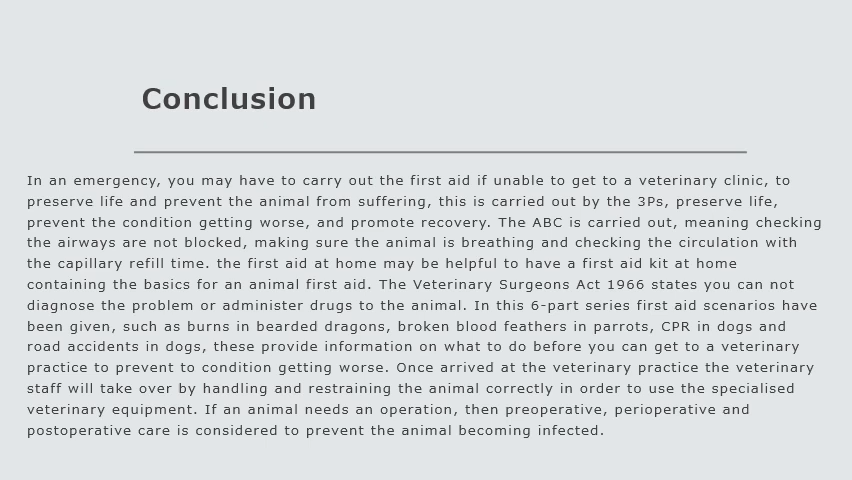 Conclusion
In an emergency, you may have to carry out the first aid if unable to get to a veterinary clinic, to
preserve life and prevent the animal from suffering, this is carried out by the 3Ps, preserve life,
prevent the condition getting worse, and promote recovery. The ABC is carried out, meaning checking
the airways are not blocked, making sure the animal is breathing and checking the circulation with
the capillary refill time. the first aid at home may be helpful to have a first aid kit at home
containing the basics for an animal first aid. The Veterinary Surgeons Act 1966 states you can not
diagnose the problem or administer drugs to the animal. In this 6-part series first aid scenarios have
been given, such as burns in bearded dragons, broken blood feathers in parrots, CPR in dogs and
road accidents in dogs, these provide information on what to do before you can get to a veterinary
practice to prevent to condition getting worse. Once arrived at the veterinary practice the veterinary
staff will take over by handling and restraining the animal correctly in order to use the specialised
veterinary equipment. If an animal needs an operation, then preoperative, perioperative and
postoperative care is considered to prevent the animal becoming infected.